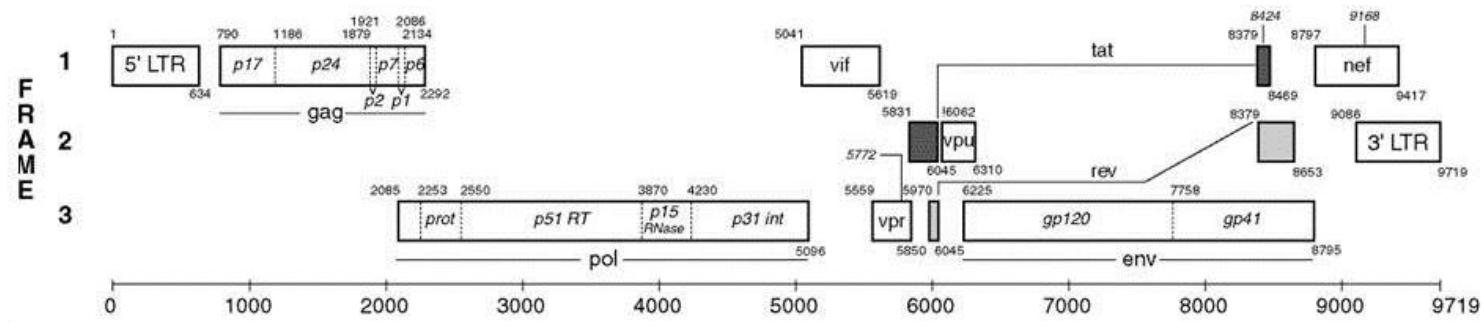 1921 2086 8424 9168
1 790 1186 1879 2134 5041 tat 8379 8797
FRAME
1 5' LTR p17 p24 p7 p6 vif nef
634 p2 p1 2292 5619 8469 9417
gag 5831 !6062 8379 9086
2 vpu 3' LTR
5772 6045 6310 rev 8653 9719
2085 2253 2550 3870 4230 5559 5970 6225 7758
3 prot p51 RT p15 RNase p31 int vpr gp120 gp41
5096 5850 6045 8795
pol env
0 1000 2000 3000 4000 5000 6000 7000 8000 9000 9719